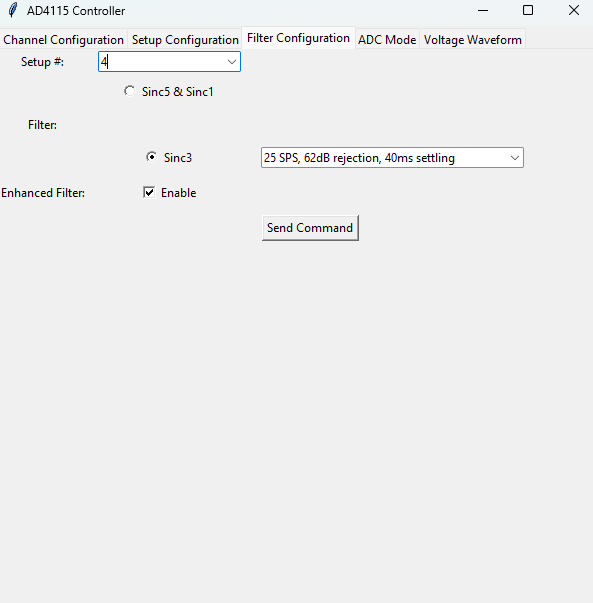 AD4115 Controller
Channel Configuration Setup Configuration Filter Configuration ADC Mode Voltage Waveform
Setup #: 4
Sinc5 & Sinc1
Filter:
Sinc3 25 SPS, 62dB rejection, 40ms settling
Enhanced Filter: Enable
Send Command